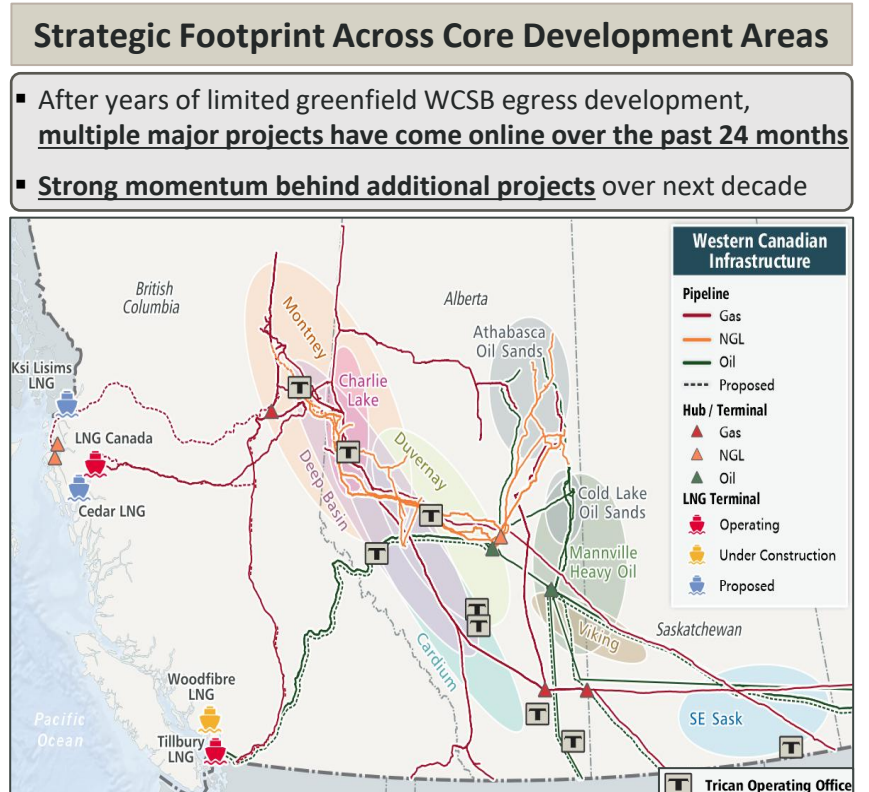 Strategic Footprint Across Core Development Areas
▪ After years of limited greenfield WCSB egress development,
multiple major projects have come online over the past 24 months
▪ Strong momentum behind additional projects over next decade
Western Canadian
Infrastructure
Pipeline
Gas
NGL
Oil
Proposed
Hub / Terminal
Gas
NGL
Oil
LNG Terminal
Operating
Under Construction
Proposed
British
Columbia
Alberta
Montney
Athabasca
Oil Sands
Ksi Lisims
LNG
Charlie
Lake
LNG Canada
Duvernay
Deep Basin
Cedar LNG
Cold Lake
Oil Sands
Mannville
Heavy Oil
Viking
Saskatchewan
Cardium
Woodfibre
LNG
Pacific
Ocean
Tillbury
LNG
SE Sask
T
T
T
T
T
T
T
T
T
T Trican Operating Office